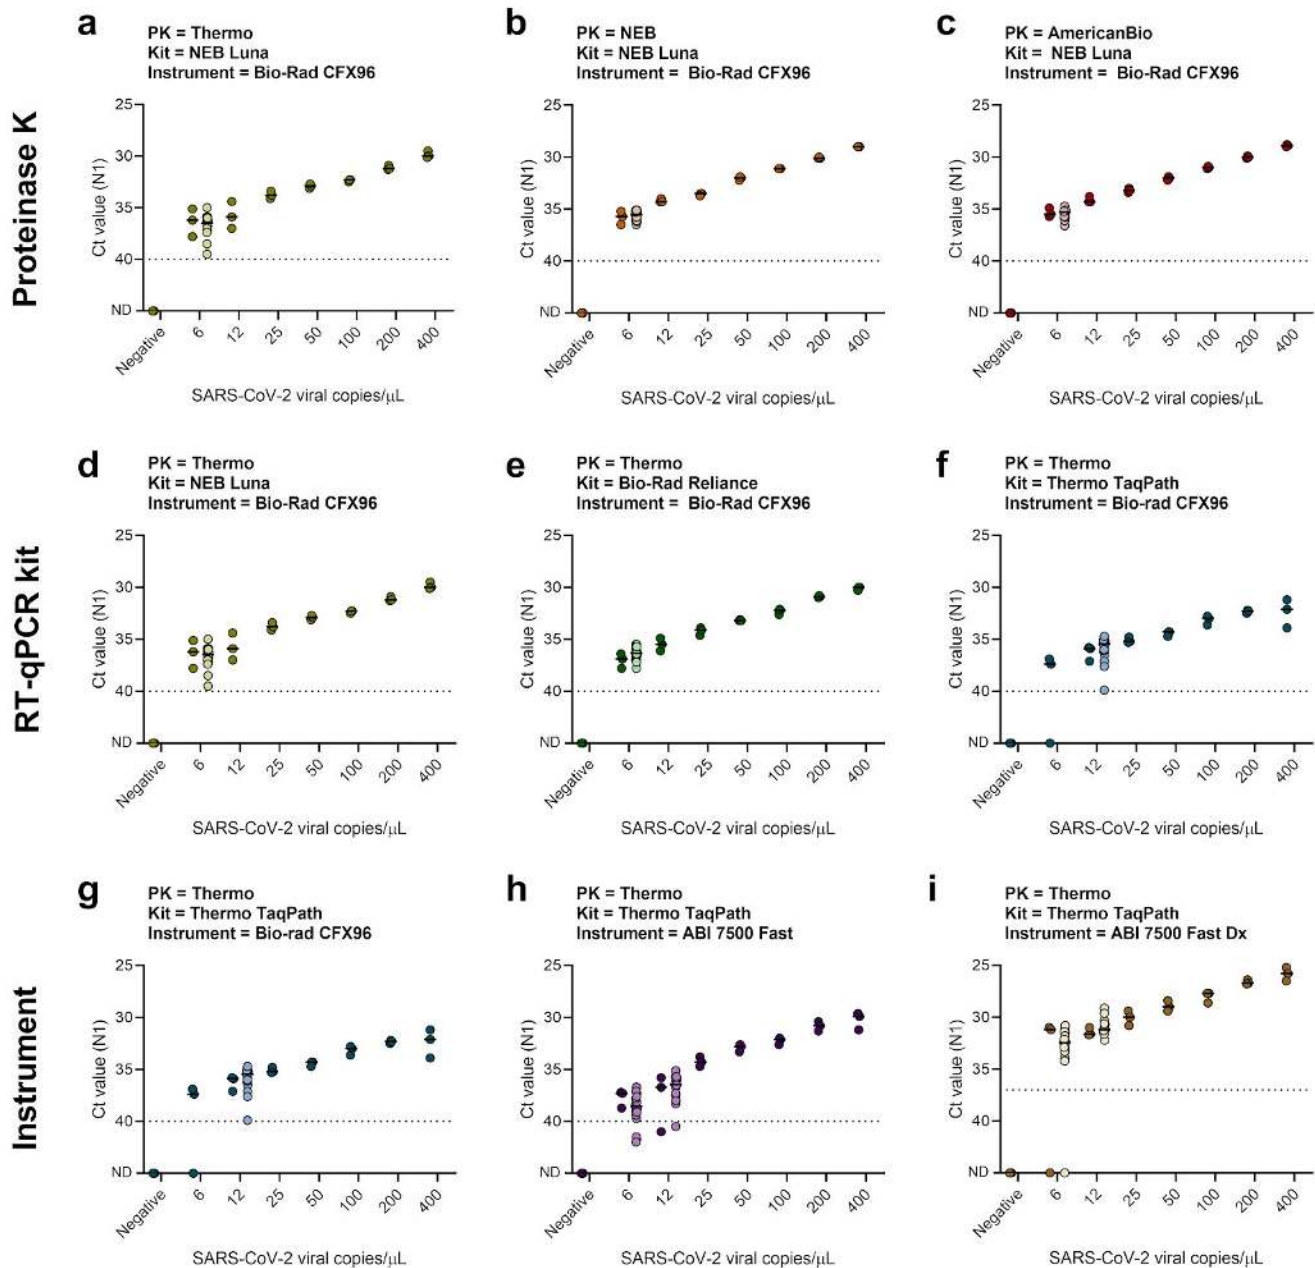 Proteinase K
a
PK = Thermo
Kit = NEB Luna
Instrument = Bio-Rad CFX96
25
30
35
40
ND
Ct value (N1)
Negative
6
12
25
50
100
200
400
SARS-CoV-2 viral copies/μL
b
PK = NEB
Kit = NEB Luna
Instrument = Bio-Rad CFX96
25
30
35
40
ND
Ct value (N1)
Negative
6
12
25
50
100
200
400
SARS-CoV-2 viral copies/μL
c
PK = AmericanBio
Kit = NEB Luna
Instrument = Bio-Rad CFX96
25
30
35
40
ND
Ct value (N1)
Negative
6
12
25
50
100
200
400
SARS-CoV-2 viral copies/μL
RT-qPCR kit
d
PK = Thermo
Kit = NEB Luna
Instrument = Bio-Rad CFX96
25
30
35
40
ND
Ct value (N1)
Negative
6
12
25
50
100
200
400
SARS-CoV-2 viral copies/μL
e
PK = Thermo
Kit = Bio-Rad Reliance
Instrument = Bio-Rad CFX96
25
30
35
40
ND
Ct value (N1)
Negative
6
12
25
50
100
200
400
SARS-CoV-2 viral copies/μL
f
PK = Thermo
Kit = Thermo TaqPath
Instrument = Bio-rad CFX96
25
30
35
40
ND
Ct value (N1)
Negative
6
12
25
50
100
200
400
SARS-CoV-2 viral copies/μL
Instrument
g
PK = Thermo
Kit = Thermo TaqPath
Instrument = Bio-rad CFX96
25
30
35
40
ND
Ct value (N1)
Negative
6
12
25
50
100
200
400
SARS-CoV-2 viral copies/μL
h
PK = Thermo
Kit = Thermo TaqPath
Instrument = ABI 7500 Fast
25
30
35
40
ND
Ct value (N1)
Negative
6
12
25
50
100
200
400
SARS-CoV-2 viral copies/μL
i
PK = Thermo
Kit = Thermo TaqPath
Instrument = ABI 7500 Fast Dx
25
30
35
40
ND
Ct value (N1)
Negative
6
12
25
50
100
200
400
SARS-CoV-2 viral copies/μL